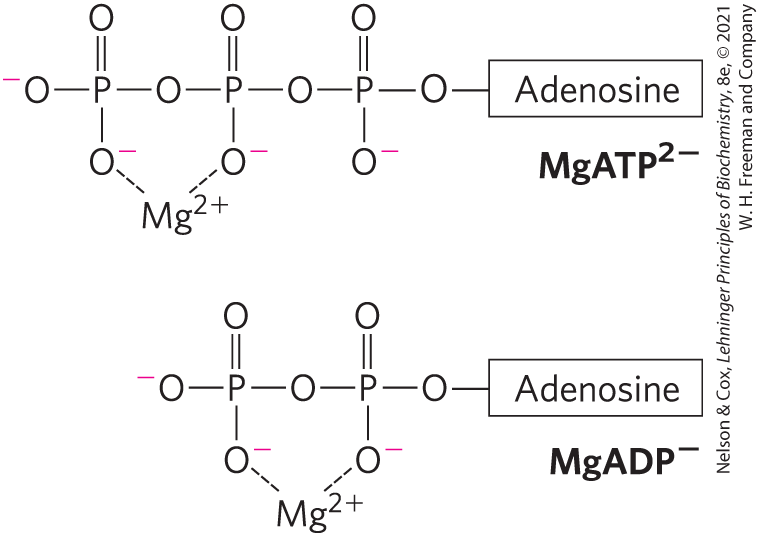 O O O
−O P O P O P O Adenosine
O− O− O−
MgATP²−
Mg²+
O O
−O P O P O Adenosine
O− O−
MgADP−
Mg²+
Nelson & Cox, Lehninger Principles of Biochemistry, 8e, © 2021
W. H. Freeman and Company